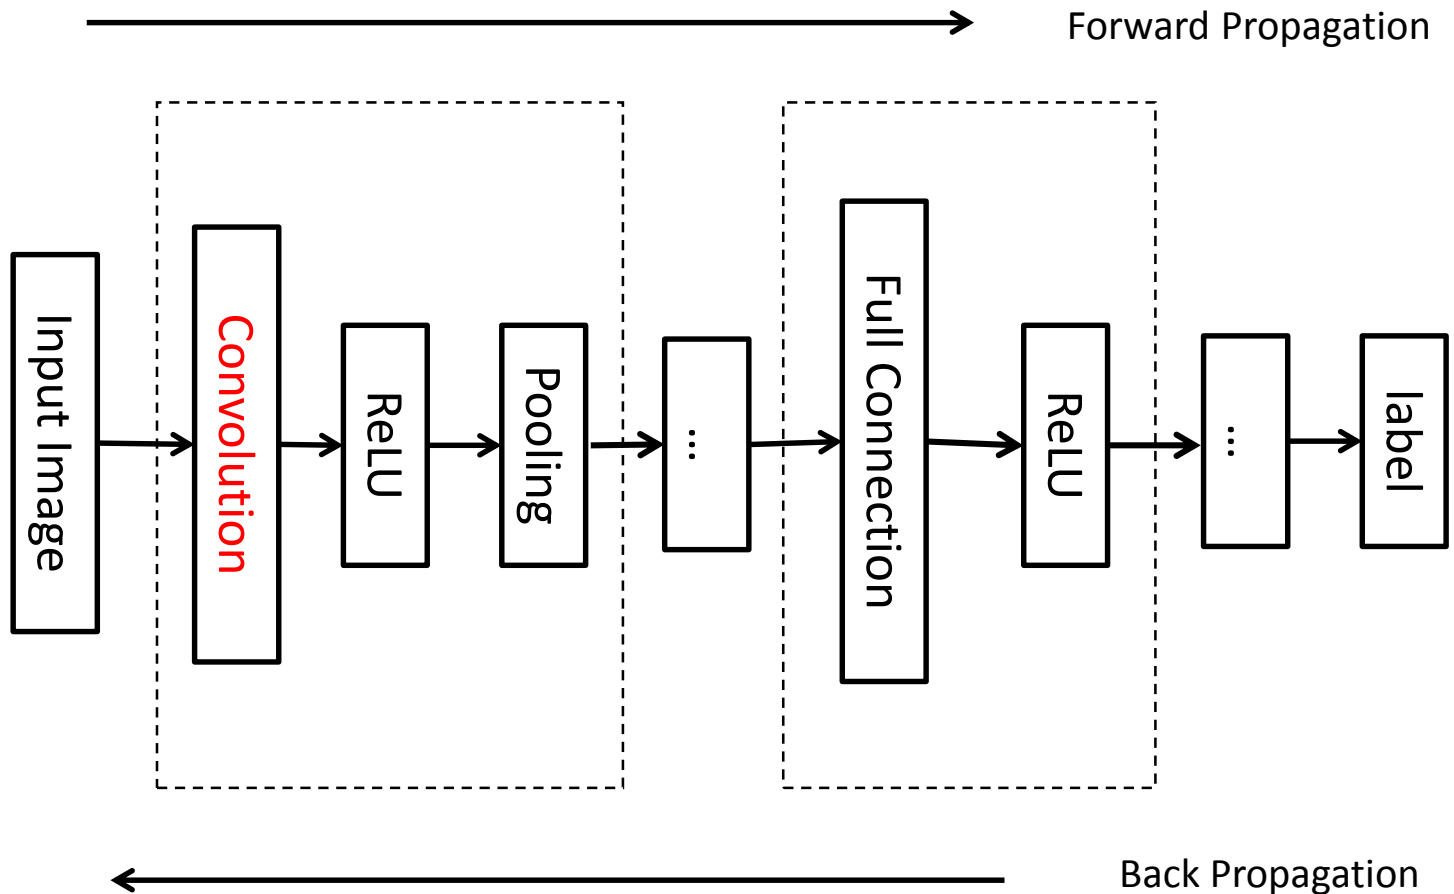 Forward Propagation
Input Image
Convolution
ReLU
Pooling
...
Full Connection
ReLU
...
label
Back Propagation